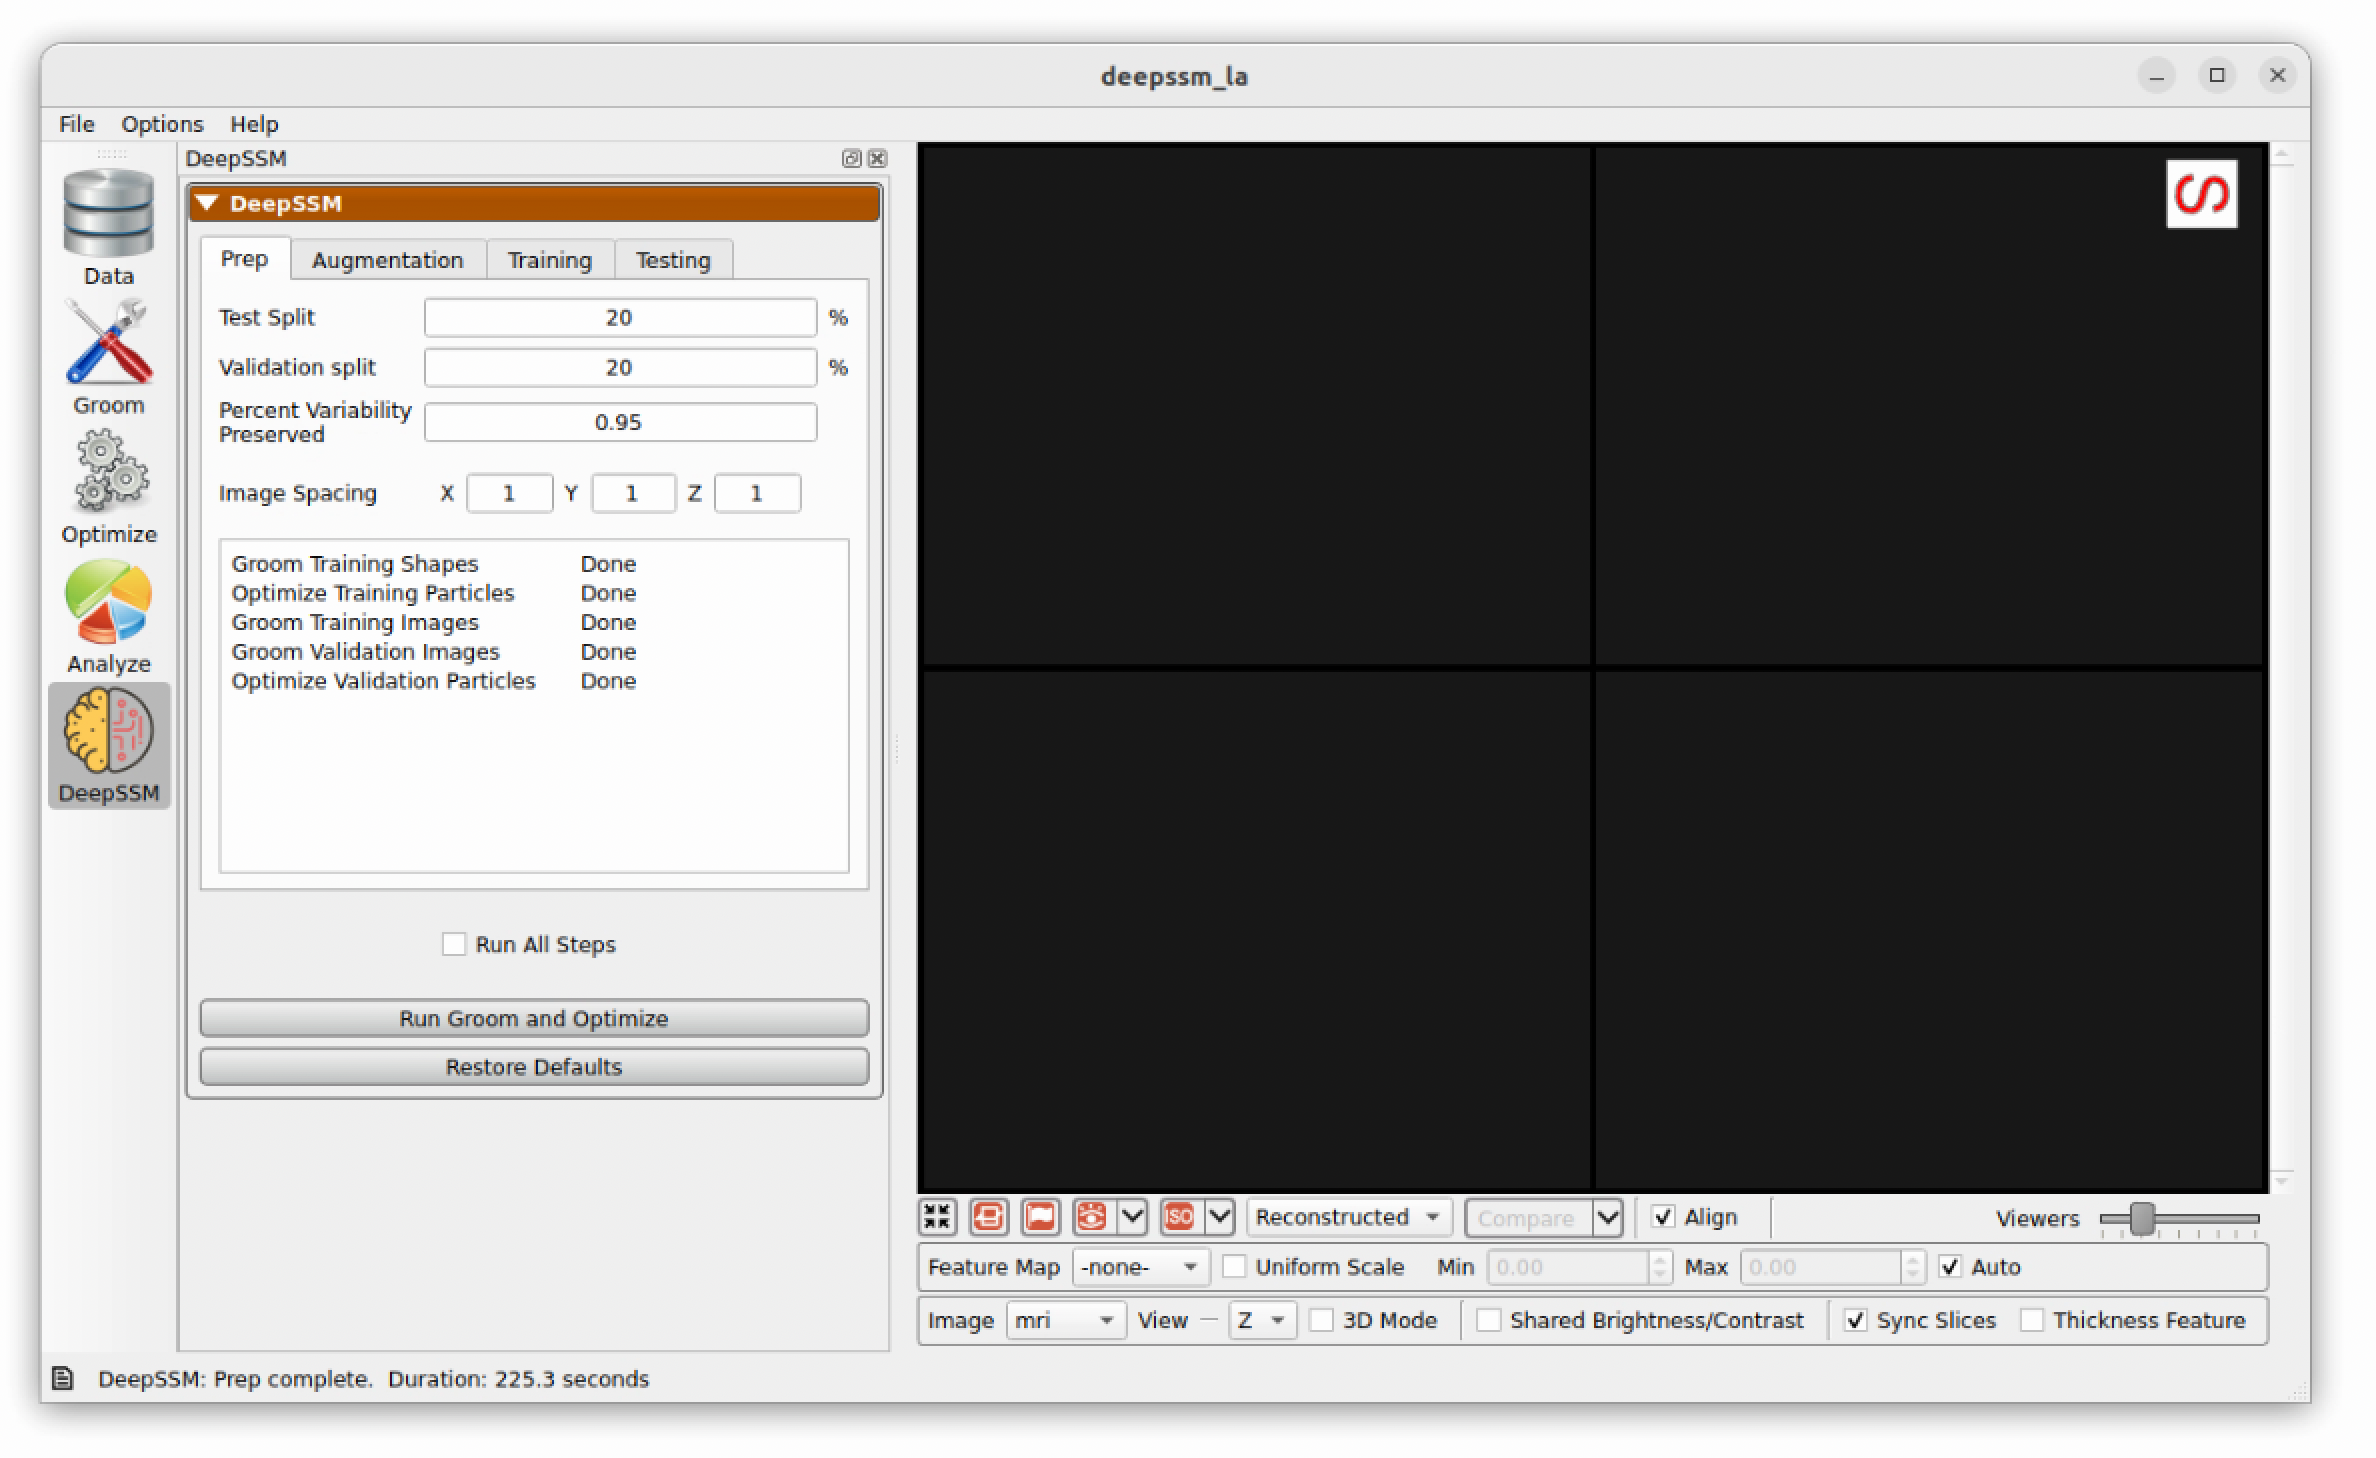 deepssm_la
File Options Help
DeepSSM
Data
Groom
Optimize
Analyze
DeepSSM
DeepSSM
Prep Augmentation Training Testing
Test Split 20 %
Validation split 20 %
Percent Variability
Preserved 0.95
Image Spacing X 1 Y 1 Z 1
Groom Training Shapes Done
Optimize Training Particles Done
Groom Training Images Done
Groom Validation Images Done
Optimize Validation Particles Done
Run All Steps
Run Groom and Optimize
Restore Defaults
S
ISO Reconstructed Compare Align Viewers
Feature Map -none- Uniform Scale Min 0.00 Max 0.00 Auto
Image mri View Z 3D Mode Shared Brightness/Contrast Sync Slices Thickness Feature
DeepSSM: Prep complete. Duration: 225.3 seconds